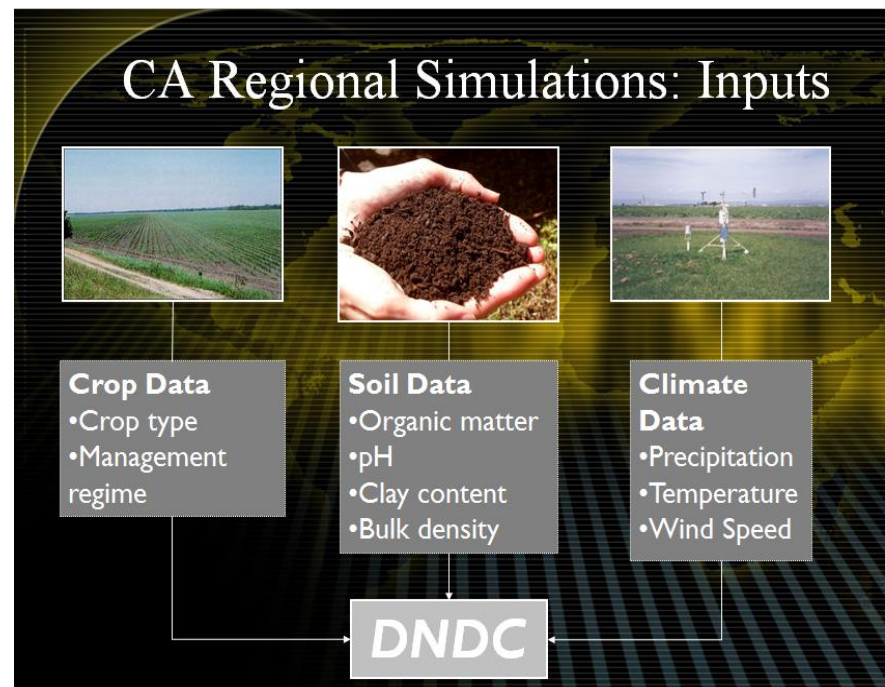 CA Regional Simulations: Inputs
Crop Data
•Crop type
•Management
regime
Soil Data
•Organic matter
•pH
•Clay content
•Bulk density
Climate
Data
•Precipitation
•Temperature
•Wind Speed
DNDC